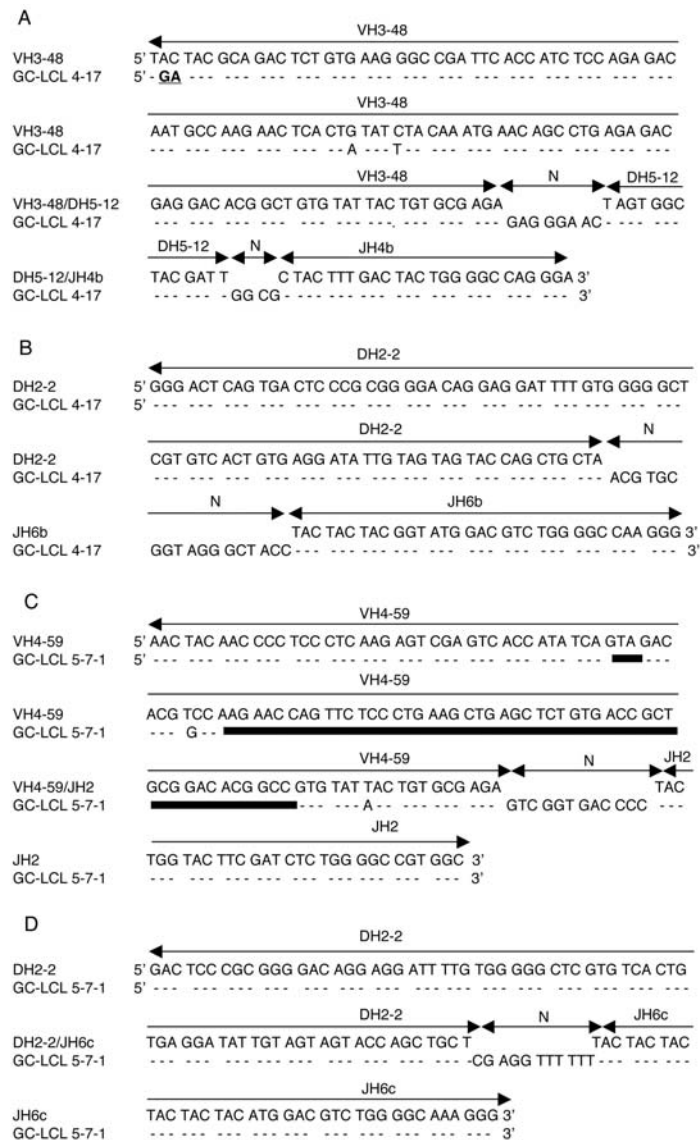 A
VH3-48
VH3-48 5' TACTAC GCA GAC TCT GTG AAG GGC CGA TTC ACC ATC TCC AGA GAC
GC-LCL 4-17 5' - GA --- --- --- --- --- --- --- --- --- --- --- --- --- ---
VH3-48
VH3-48 AAT GCC AAG AAC TCA CTG TAT CTA CAA ATG AAC AGC CTG AGA GAC
GC-LCL 4-17 --- --- --- --- --- - - A --- - T - --- --- --- --- --- --- ---
VH3-48 N DH5-12
VH3-48/DH5-12 GAG GAC ACG GCT GTG TAT TAC TGT GCG AGA T AGT GGC
GC-LCL 4-17 --- --- --- --- --- --- --- --- --- --- GAG GGA AC - --- ---
DH5-12 N JH4b
DH5-12/JH4b TAC GAT T C TAC TTT GAC TAC TGG GGC CAG GGA 3'
GC-LCL 4-17 --- --- - GG CG - --- --- --- --- --- --- --- --- 3'
B
DH2-2
DH2-2 5' GGG ACT CAG TGA CTC CCG CGG GGA CAG GAG GAT TTT GTG GGG GCT
GC-LCL 4-17 5' --- --- --- --- --- --- --- --- --- --- --- --- --- --- ---
DH2-2 N
DH2-2 CGT GTC ACT GTG AGG ATA TTG TAG TAG TAC CAG CTG CTA
GC-LCL 4-17 --- --- --- --- --- --- --- --- --- --- --- --- --- ACG TGC
N JH6b
JH6b TAC TAC TAC GGT ATG GAC GTC TGG GGC CAA GGG 3'
GC-LCL 4-17 GGT AGG GCT ACC --- --- --- --- --- --- --- --- --- --- --- 3'
C
VH4-59
VH4-59 5' AAC TAC AAC CCC TCC CTC AAG AGT CGA GTC ACC ATA TCA GTA GAC
GC-LCL 5-7-1 5' --- --- --- --- --- --- --- --- --- --- --- --- --- ---
VH4-59
VH4-59 ACG TCC AAG AAC CAG TTC TCC CTG AAG CTG AGC TCT GTG ACC GCT
GC-LCL 5-7-1 --- - G -
VH4-59 N JH2
VH4-59/JH2 GCG GAC ACG GCC GTG TAT TAC TGT GCG AGA TAC
GC-LCL 5-7-1 --- --- - A - --- --- --- GTC GGT GAC CCC ---
JH2
JH2 TGG TAC TTC GAT CTC TGG GGC CGT GGC 3'
GC-LCL 5-7-1 --- --- --- --- --- --- --- --- --- 3'
D
DH2-2
DH2-2 5' GAC TCC CGC GGG GAC AGG AGG ATT TTG TGG GGG CTC GTG TCA CTG
GC-LCL 5-7-1 5' --- --- --- --- --- --- --- --- --- --- --- --- --- --- ---
DH2-2 N JH6c
DH2-2/JH6c TGA GGA TAT TGT AGT AGT ACC AGC TGC T TAC TAC TAC
GC-LCL 5-7-1 --- --- --- --- --- --- --- --- --- - CG AGG TTT TTT --- --- ---
JH6c
JH6c TAC TAC TAC ATG GAC GTC TGG GGC AAA GGG 3'
GC-LCL 5-7-1 --- --- --- --- --- --- --- --- --- --- 3'